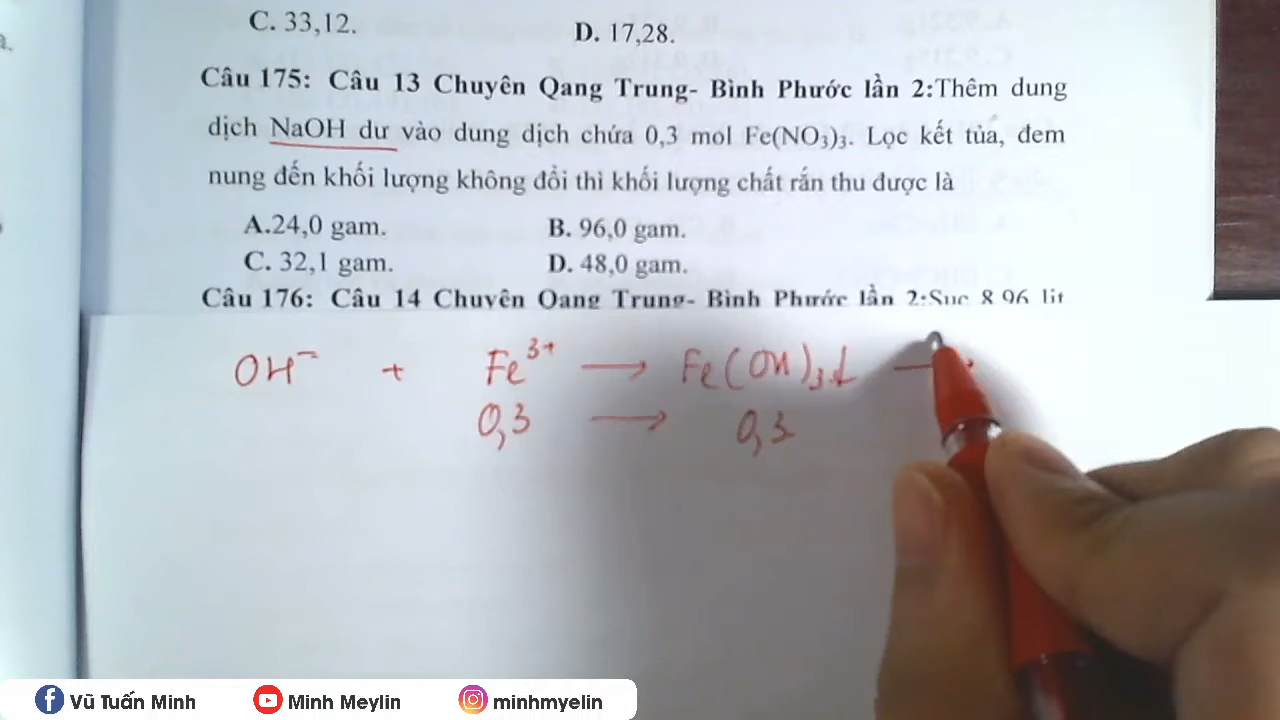 C. 33,12.
D. 17,28.
Câu 175: Câu 13 Chuyên Qang Trung- Bình Phước lần 2:Thêm dung
dịch NaOH dư vào dung dịch chứa 0,3 mol Fe(NO₃)₃. Lọc kết tủa, đem
nung đến khối lượng không đổi thì khối lượng chất rắn thu được là
A.24,0 gam. B. 96,0 gam.
C. 32,1 gam. D. 48,0 gam.
Câu 176: Câu 14 Chuyên Qang Trung- Bình Phước lần 2:Sục 8,96 lít
OH⁻ + Fe³⁺ → Fe(OH)₃↓ →
0,3 → 0,3
Vũ Tuấn Minh Minh Meylin minhmyelin